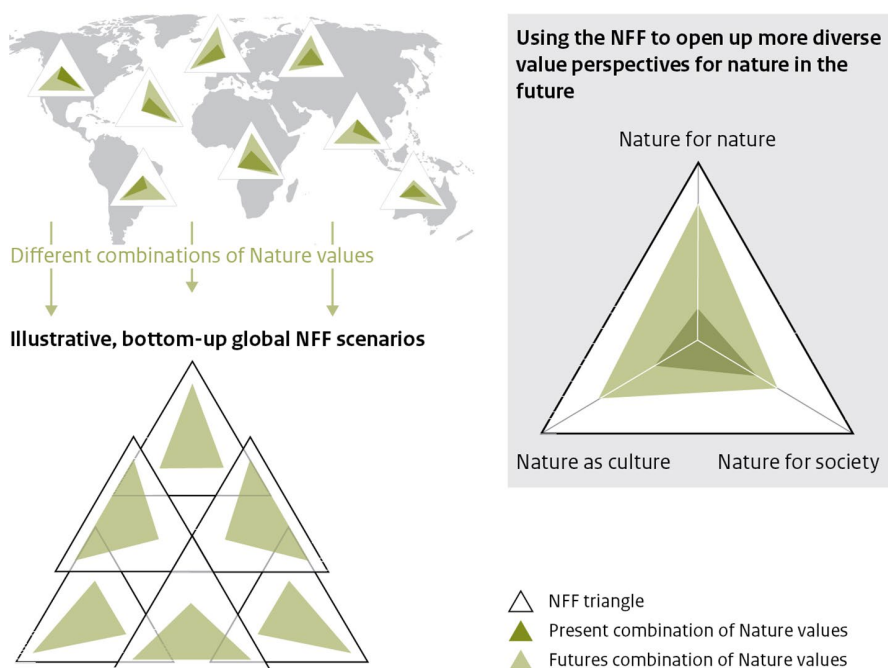 Different combinations of Nature values
Illustrative, bottom-up global NFF scenarios
Using the NFF to open up more diverse
value perspectives for nature in the
future
Nature for nature
Nature as culture
Nature for society
NFF triangle
Present combination of Nature values
Futures combination of Nature values